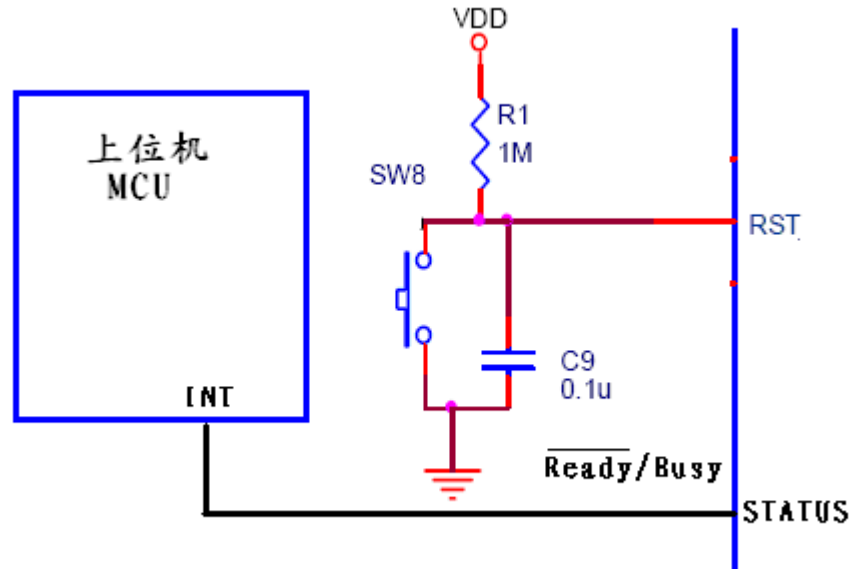 VDD
上位机
MCU
R1
1M
SW8
RST
C9
0.1u
INT
Ready/Busy
STATUS